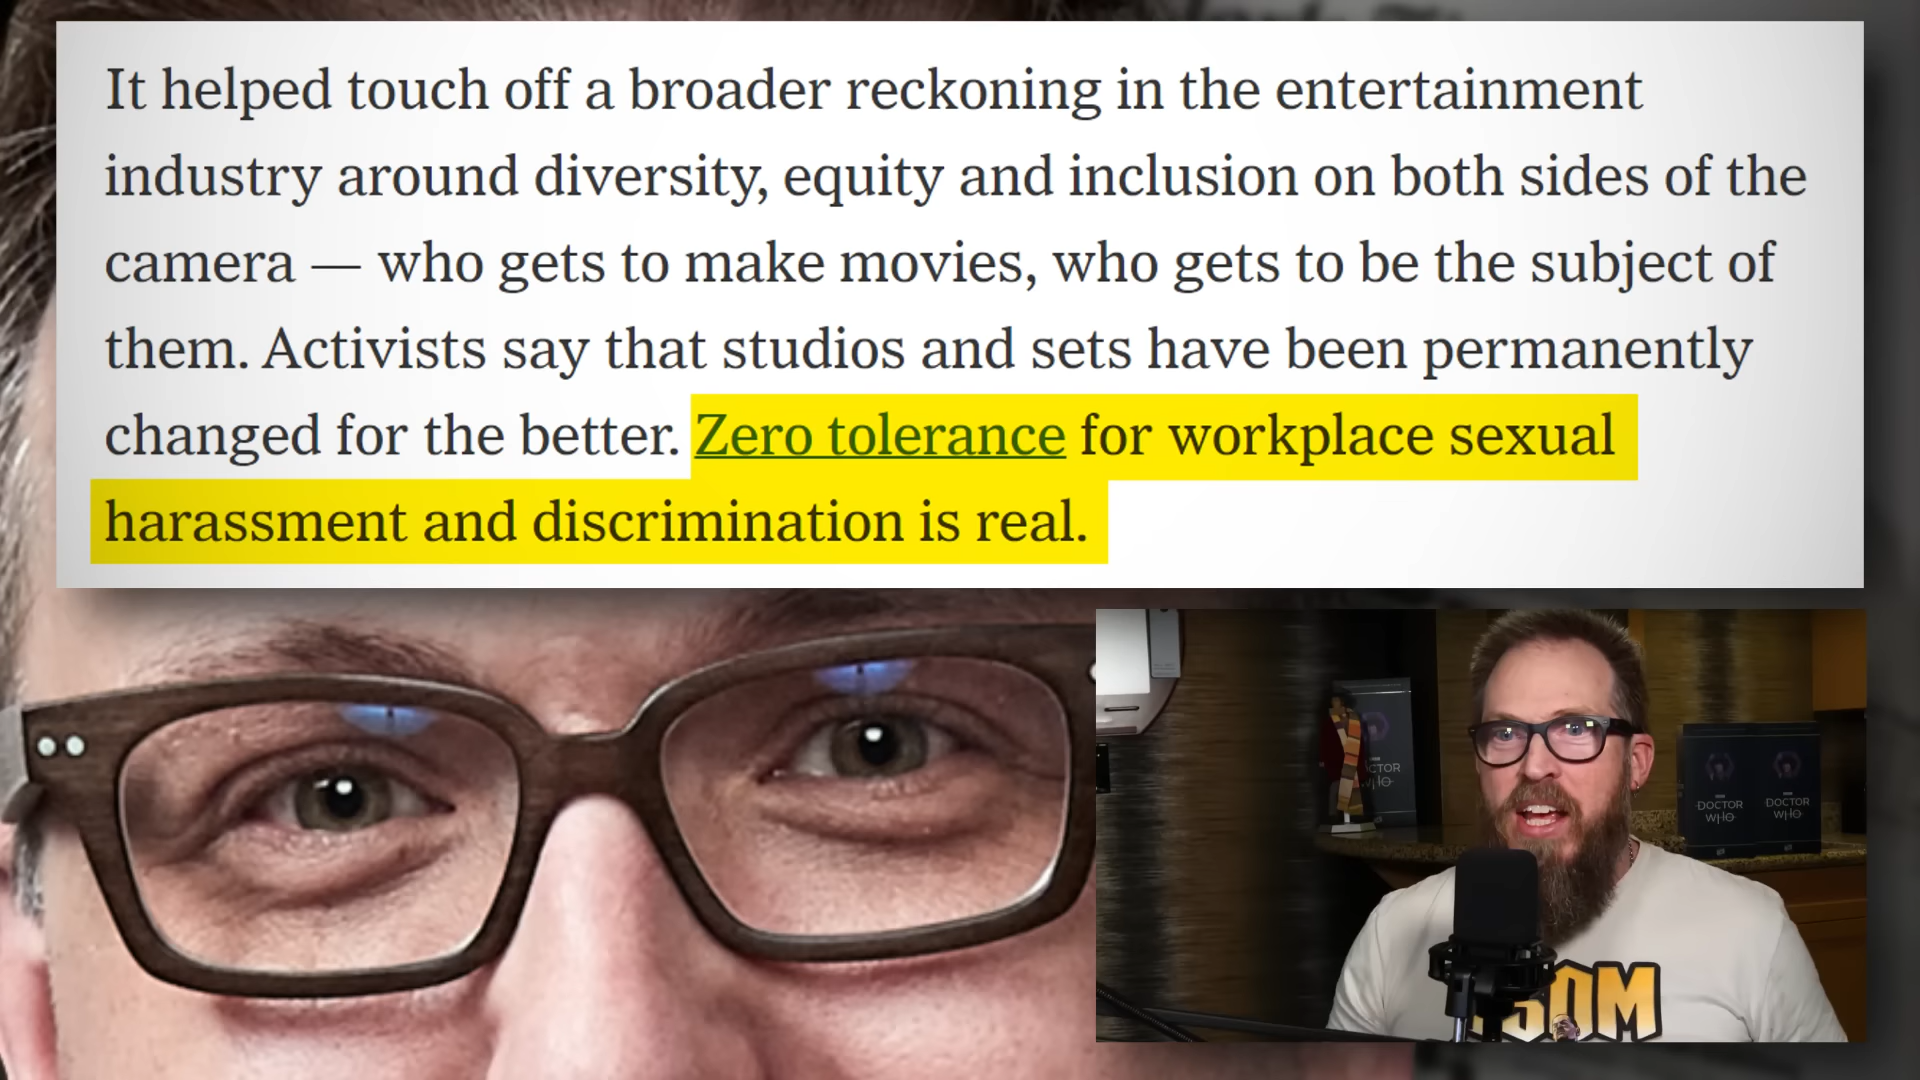 It helped touch off a broader reckoning in the entertainment
industry around diversity, equity and inclusion on both sides of the
camera — who gets to make movies, who gets to be the subject of
them. Activists say that studios and sets have been permanently
changed for the better. Zero tolerance for workplace sexual
harassment and discrimination is real.
DOCTOR
WHO
DOCTOR
WHO